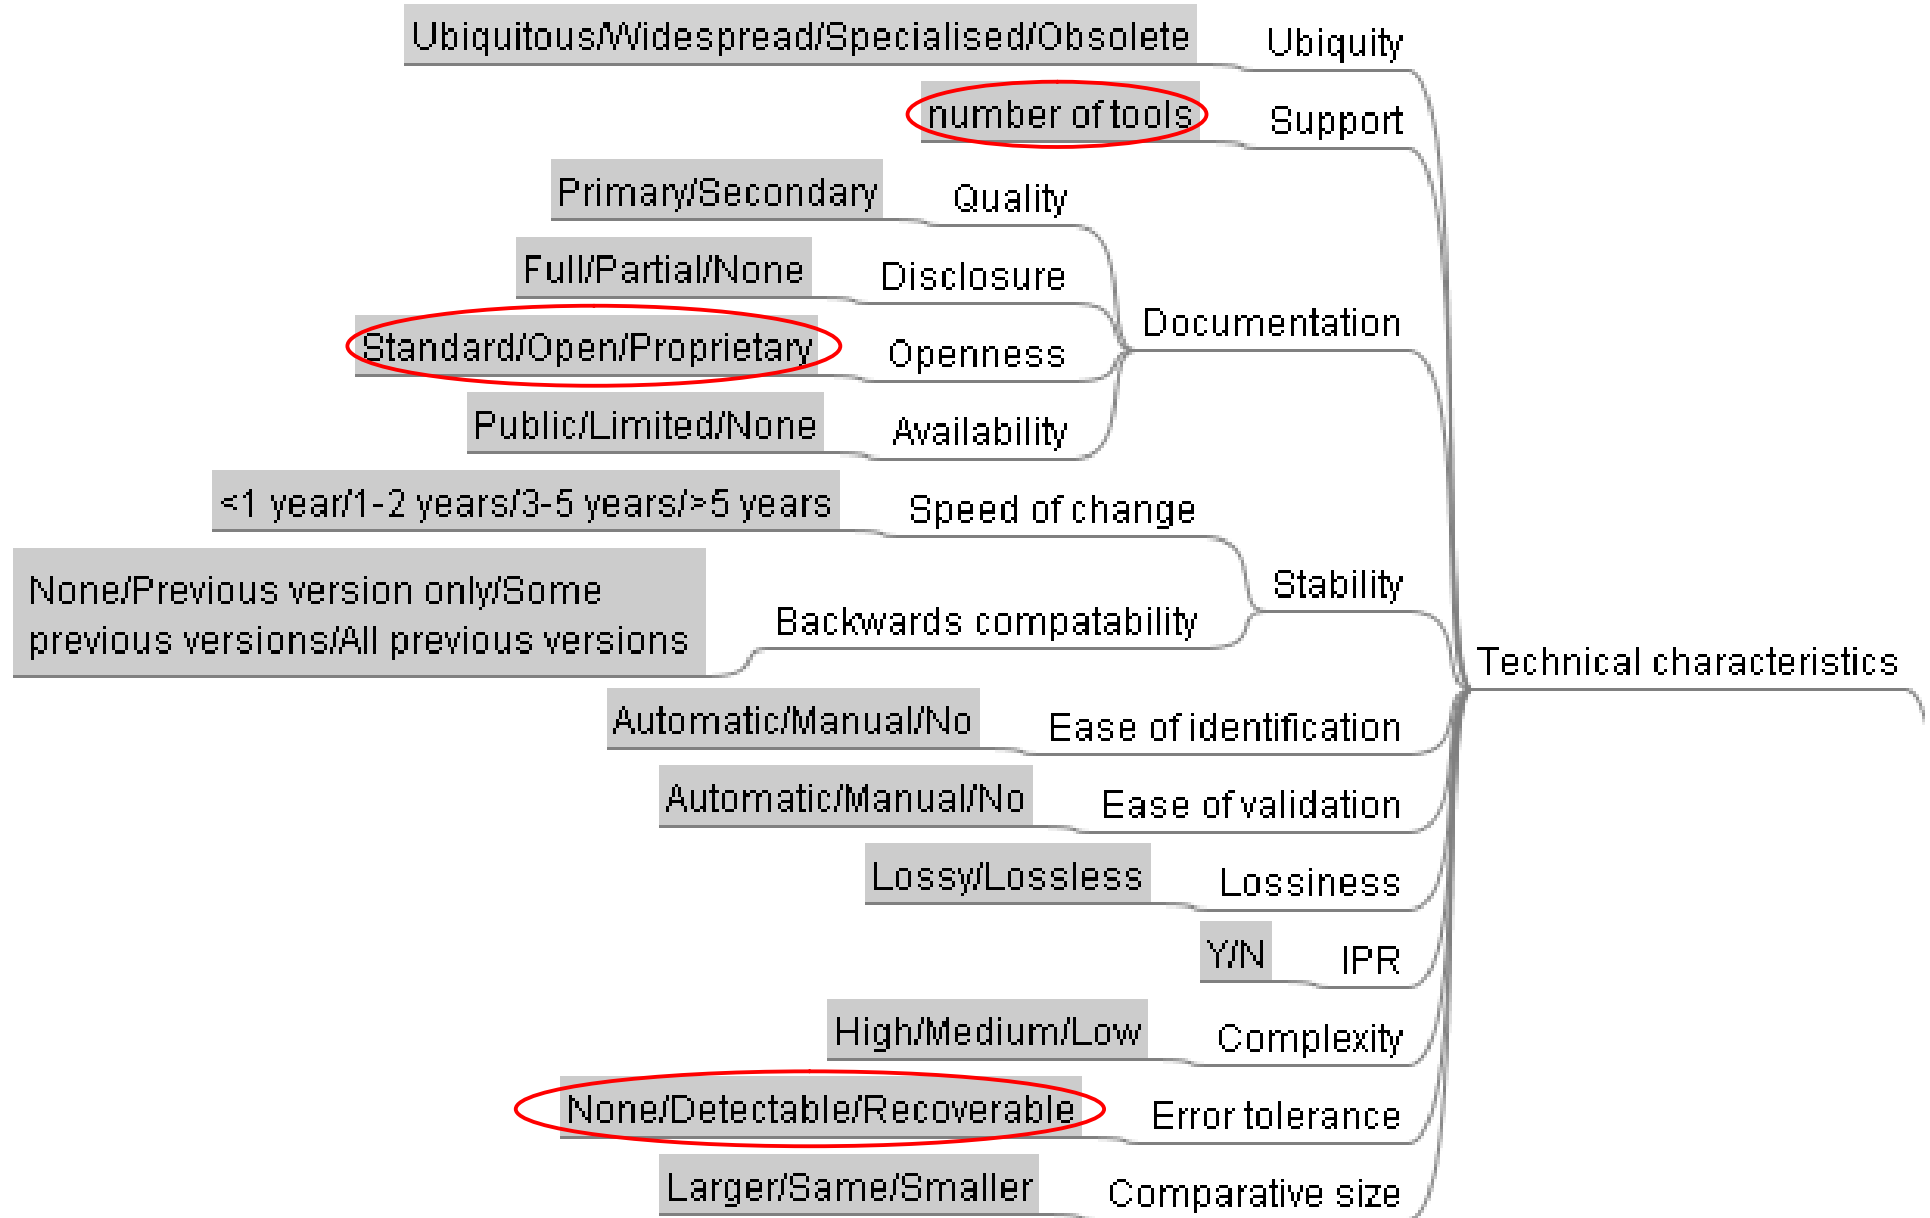 Ubiquitous/Widespread/Specialised/Obsolete Ubiquity
number of tools Support
Primary/Secondary Quality
Full/Partial/None Disclosure
Documentation
Standard/Open/Proprietary Openness
Public/Limited/None Availability
<1 year/1-2 years/3-5 years/>5 years Speed of change
Stability
None/Previous version only/Some
previous versions/All previous versions
Backwards compatability
Technical characteristics
Automatic/Manual/No Ease of identification
Automatic/Manual/No Ease of validation
Lossy/Lossless Lossiness
Y/N IPR
High/Medium/Low Complexity
None/Detectable/Recoverable Error tolerance
Larger/Same/Smaller Comparative size